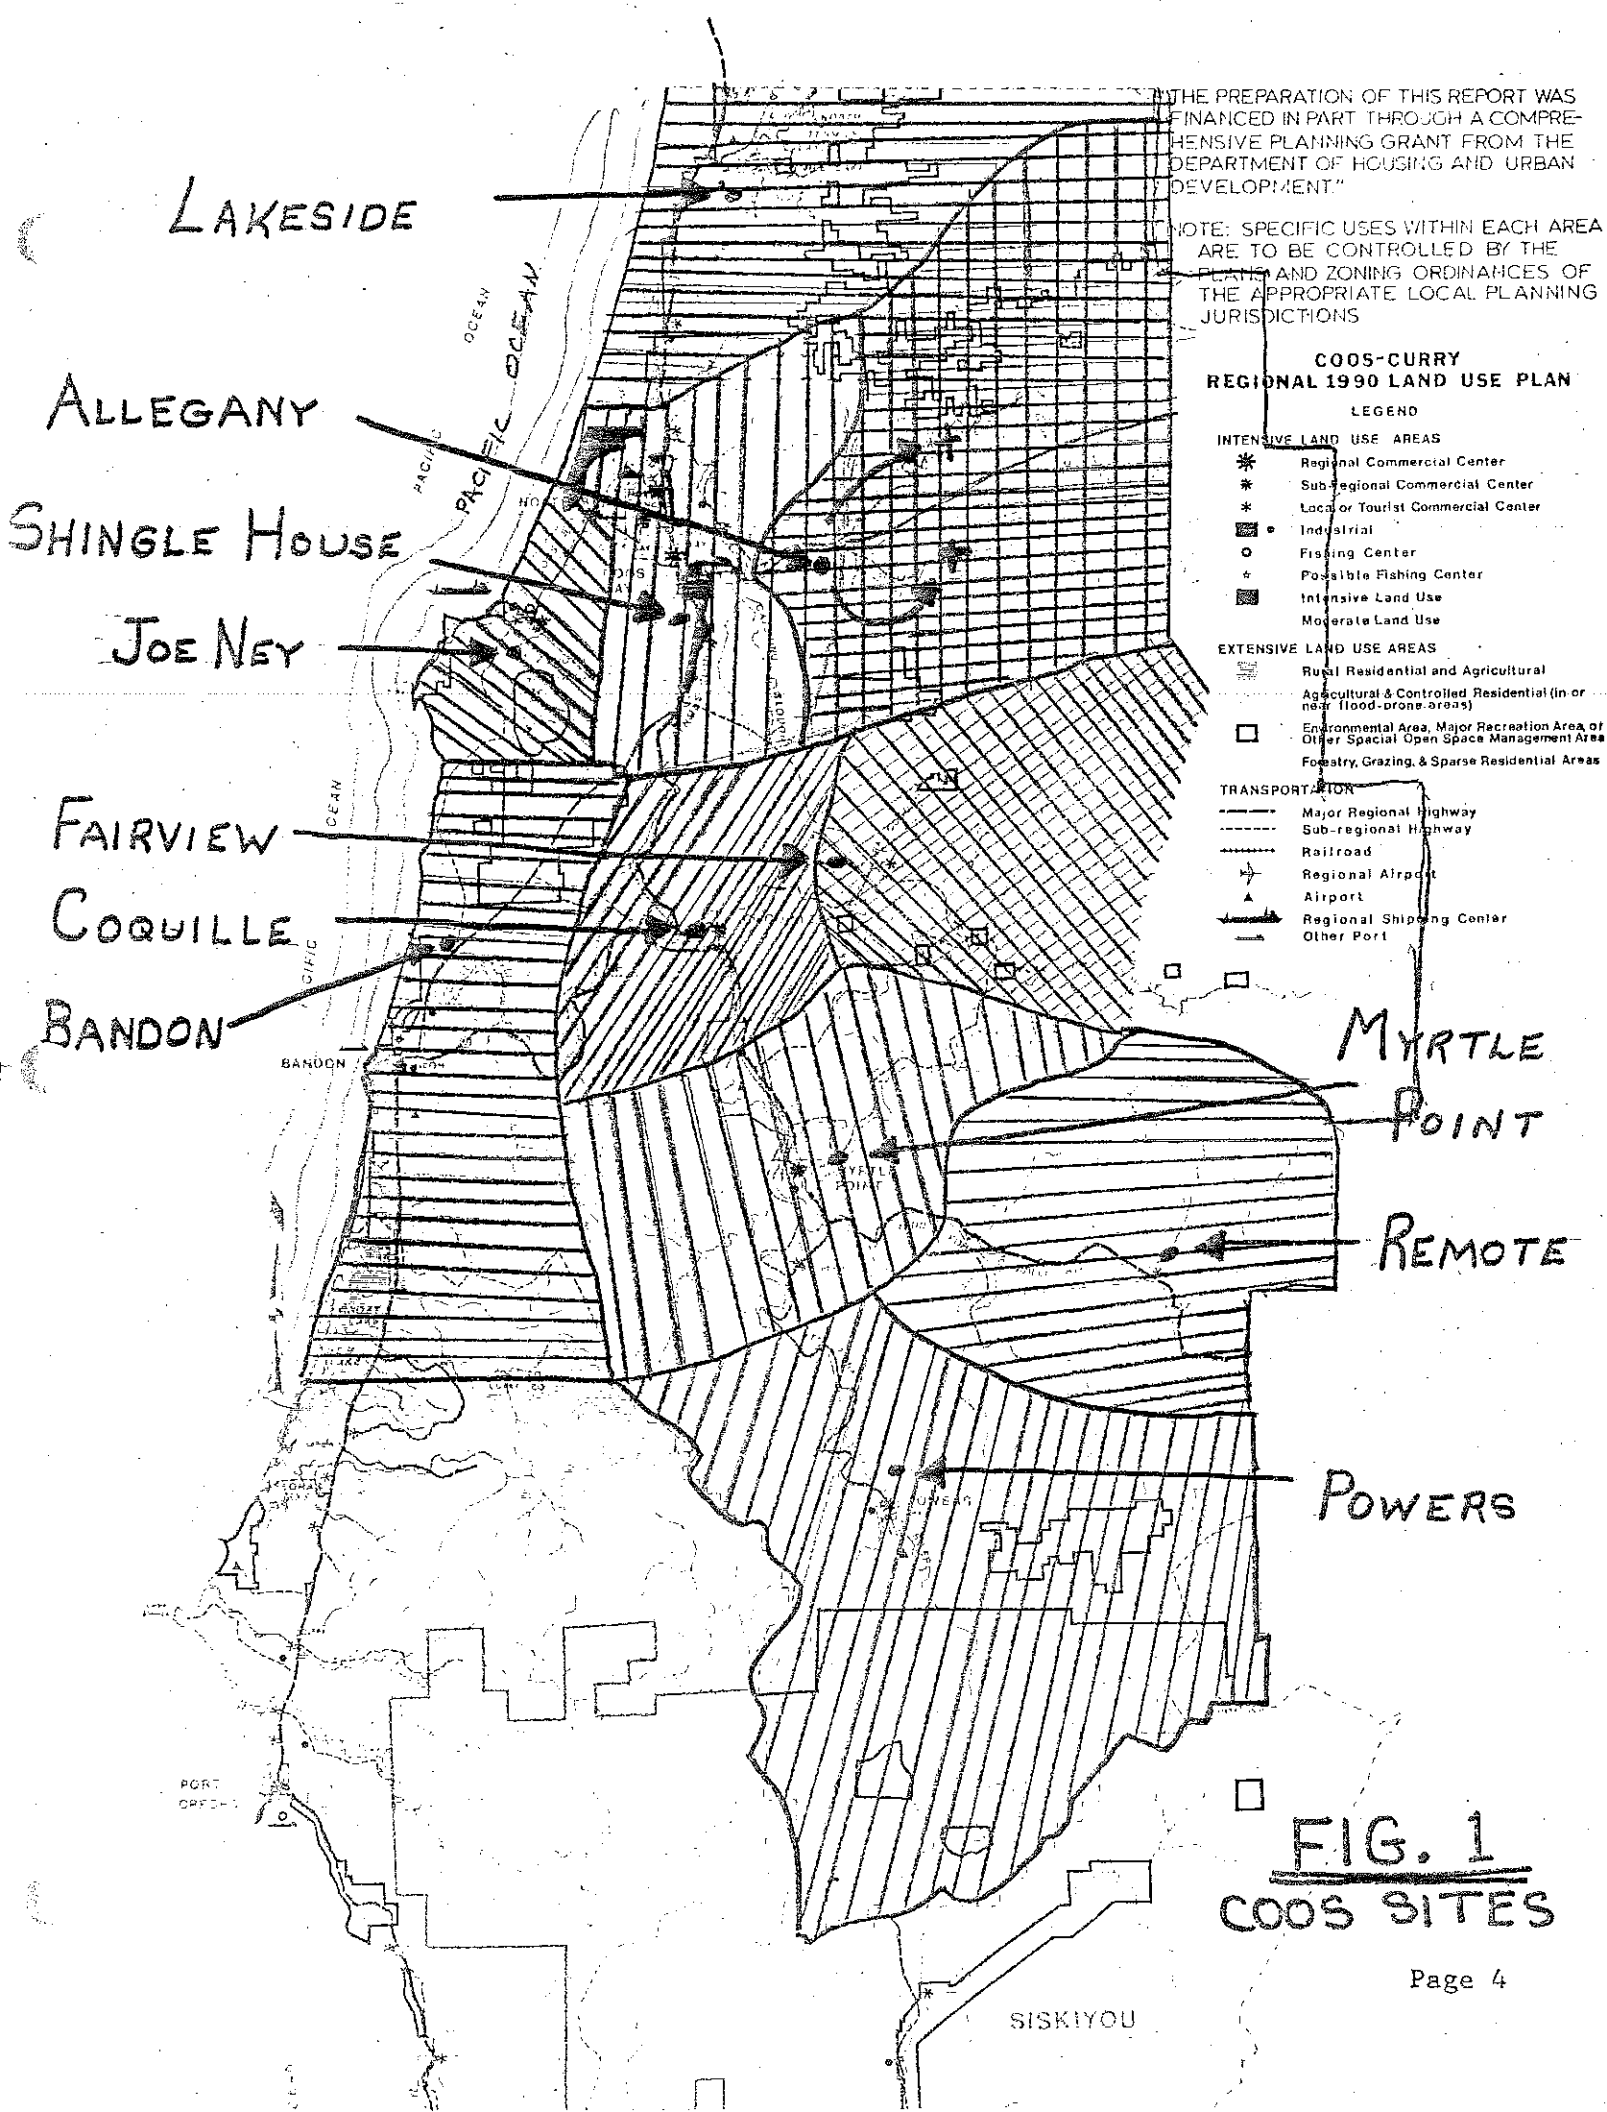 THE PREPARATION OF THIS REPORT WAS
FINANCED IN PART THROUGH A COMPRE-
HENSIVE PLANNING GRANT FROM THE
DEPARTMENT OF HOUSING AND URBAN
DEVELOPMENT."
NOTE: SPECIFIC USES WITHIN EACH AREA
ARE TO BE CONTROLLED BY THE
PLANS AND ZONING ORDINANCES OF
THE APPROPRIATE LOCAL PLANNING
JURISDICTIONS
COOS-CURRY
REGIONAL 1990 LAND USE PLAN
LEGEND
INTENSIVE LAND USE AREAS
Regional Commercial Center
Sub-regional Commercial Center
Local or Tourist Commercial Center
Industrial
Fishing Center
Possible Fishing Center
Intensive Land Use
Moderate Land Use
EXTENSIVE LAND USE AREAS
Rural Residential and Agricultural
Agricultural & Controlled Residential (in or
near flood-prone areas)
Environmental Area, Major Recreation Area, or
Other Spacial Open Space Management Area
Forestry, Grazing, & Sparse Residential Areas
TRANSPORTATION
Major Regional Highway
Sub-regional Highway
Railroad
Regional Airport
Airport
Regional Shipping Center
Other Port
LAKESIDE
OCEAN
PACIFIC OCEAN
ALLEGANY
PACIFIC
SHINGLE HOUSE
JOE NEY
OCEAN
FAIRVIEW
COQUILLE
BANDON
BANDON
MYRTLE
POINT
MYRTLE
POINT
REMOTE
POWERS
POWERS
PORT
FIG. 1
COOS SITES
Page 4
SISKIYOU